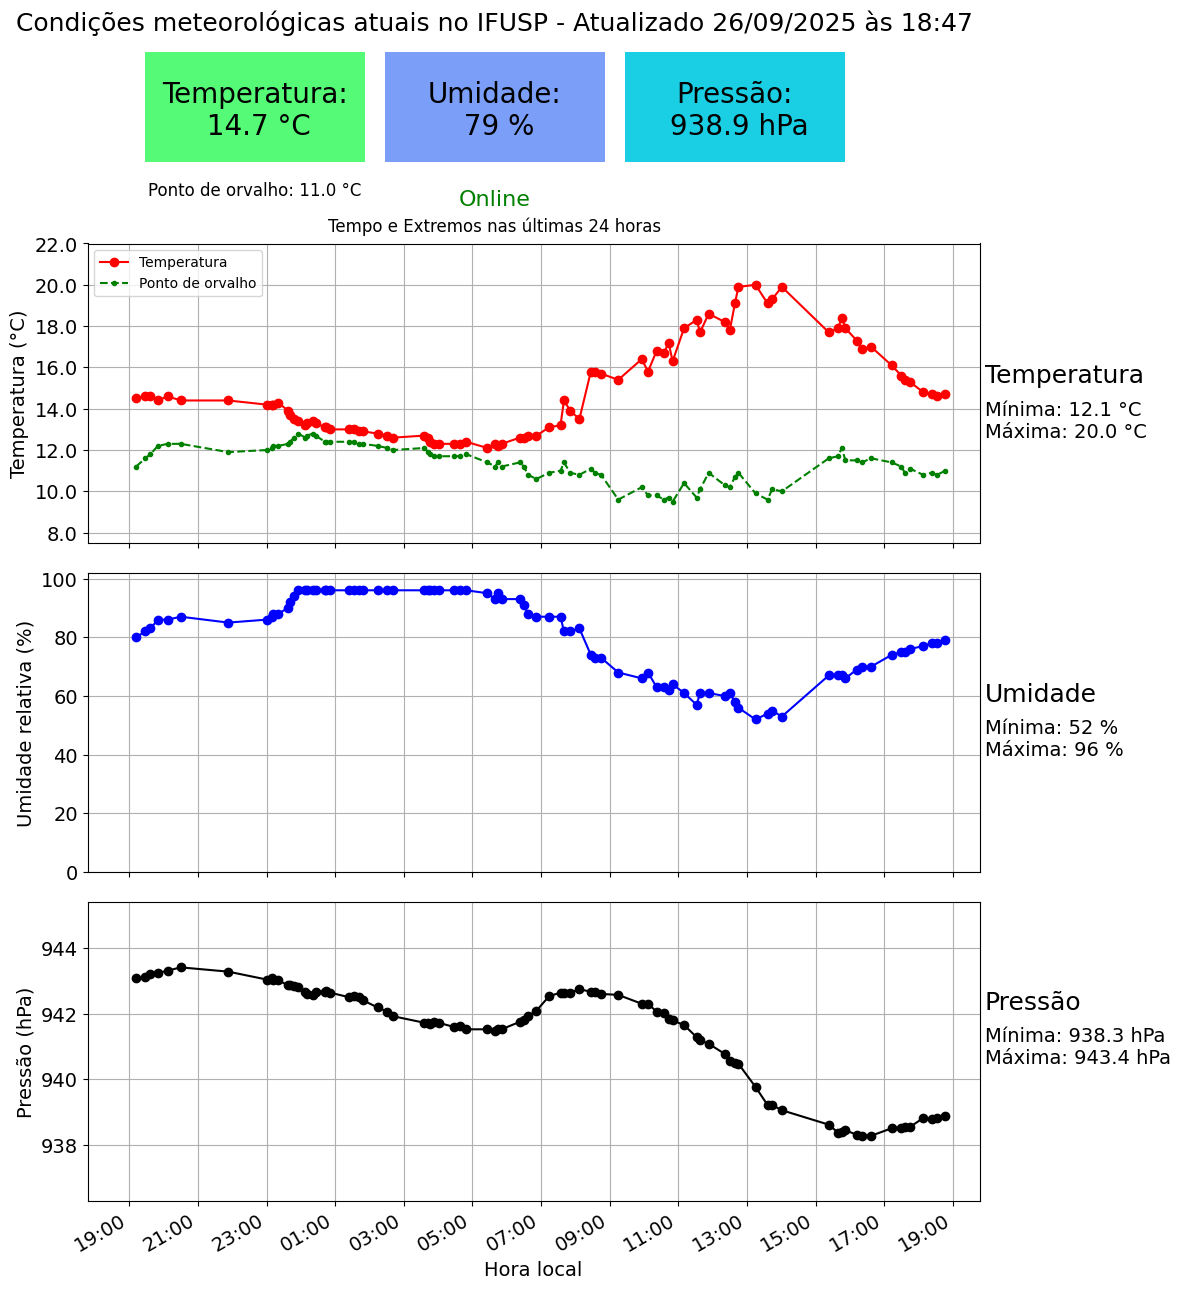 Condições meteorológicas atuais no IFUSP - Atualizado 26/09/2025 às 18:47
Temperatura:
14.7 °C
Umidade:
79 %
Pressão:
938.9 hPa
Ponto de orvalho: 11.0 °C
Online
Tempo e Extremos nas últimas 24 horas
Temperatura
Ponto de orvalho
Temperatura (°C)
22.0
20.0
18.0
16.0
14.0
12.0
10.0
8.0
Temperatura
Mínima: 12.1 °C
Máxima: 20.0 °C
Umidade relativa (%)
100
80
60
40
20
0
Umidade
Mínima: 52 %
Máxima: 96 %
Pressão (hPa)
944
942
940
938
Pressão
Mínima: 938.3 hPa
Máxima: 943.4 hPa
19:00
21:00
23:00
01:00
03:00
05:00
07:00
09:00
11:00
13:00
15:00
17:00
19:00
Hora local